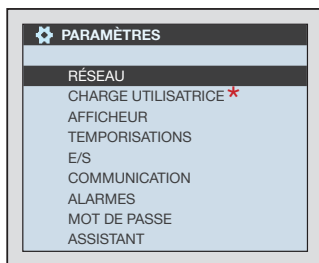 PARAMÈTRES
RÉSEAU
CHARGE UTILISATRICE*
AFFICHEUR
TEMPORISATIONS
E/S
COMMUNICATION
ALARMES
MOT DE PASSE
ASSISTANT